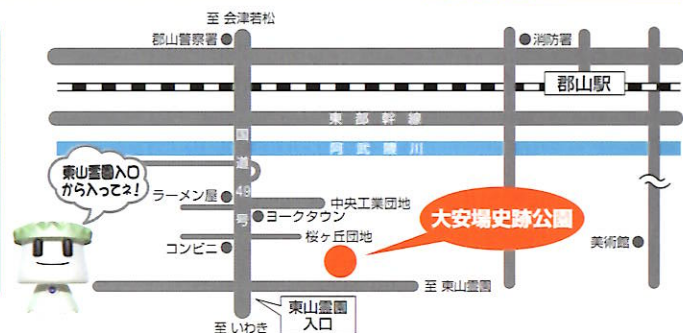 至 会津若松
郡山警察署
消防署
郡山駅
東部幹線
阿武隈川
国道49号
東山霊園入口
から入ってネ!
ラーメン屋
中央工業団地
ヨークタウン
大安場史跡公園
桜ヶ丘団地
コンビニ
美術館
至 東山霊園
東山霊園
入口
至 いわき